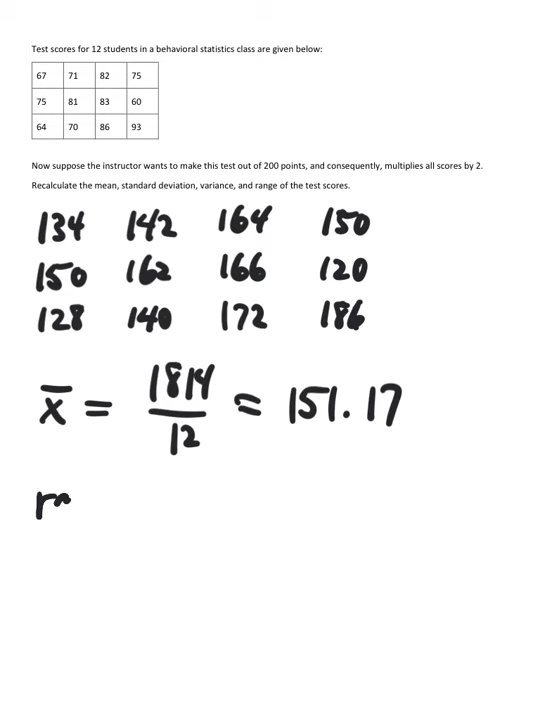 Test scores for 12 students in a behavioral statistics class are given below:
67 71 82 75
75 81 83 60
64 70 86 93
Now suppose the instructor wants to make this test out of 200 points, and consequently, multiplies all scores by 2.
Recalculate the mean, standard deviation, variance, and range of the test scores.
134 142 164 150
150 162 166 120
128 140 172 186
x̄ = 1814/12 = 151.17